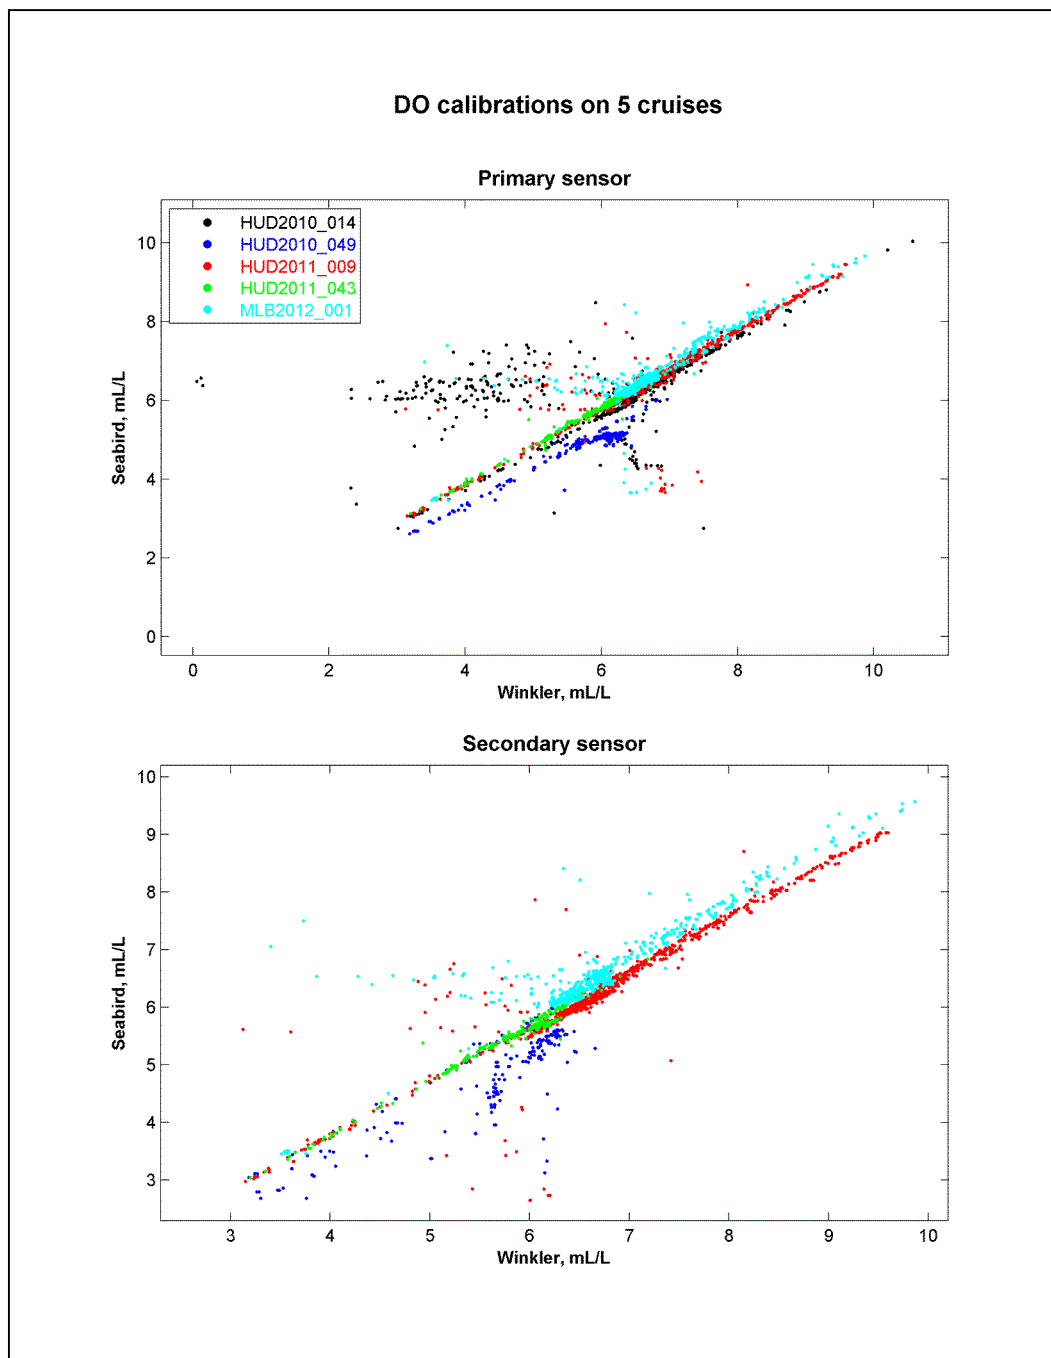 DO calibrations on 5 cruises
Primary sensor
HUD2010_014
HUD2010_049
HUD2011_009
HUD2011_043
MLB2012_001
10
8
6
4
2
0
Seabird, mL/L
0 2 4 6 8 10
Winkler, mL/L
Secondary sensor
10
9
8
7
6
5
4
3
Seabird, mL/L
3 4 5 6 7 8 9 10
Winkler, mL/L